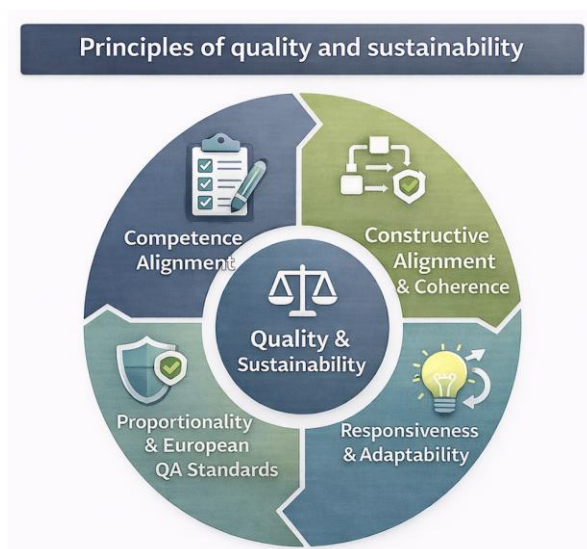 Principles of quality and sustainability
Competence
Alignment
Constructive
Alignment
& Coherence
Quality &
Sustainability
Proportionality
& European
QA Standards
Responsiveness
& Adaptability